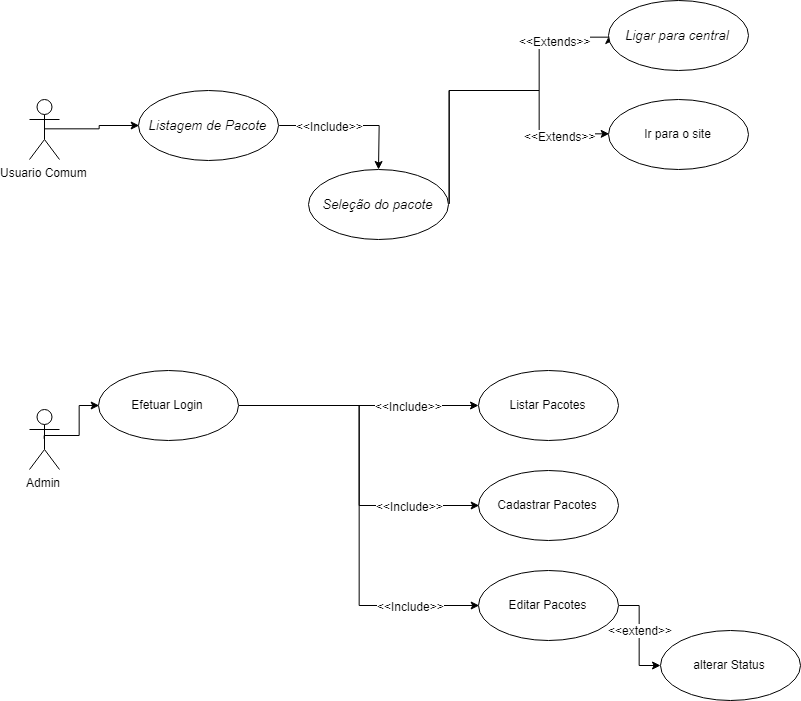 Ligar para central
<<Extends>>
Listagem de Pacote
<<Include>>
<<Extends>>
Ir para o site
Usuario Comum
Seleção do pacote
Efetuar Login
<<Include>>
Listar Pacotes
Admin
<<Include>>
Cadastrar Pacotes
<<Include>>
Editar Pacotes
<<extend>>
alterar Status